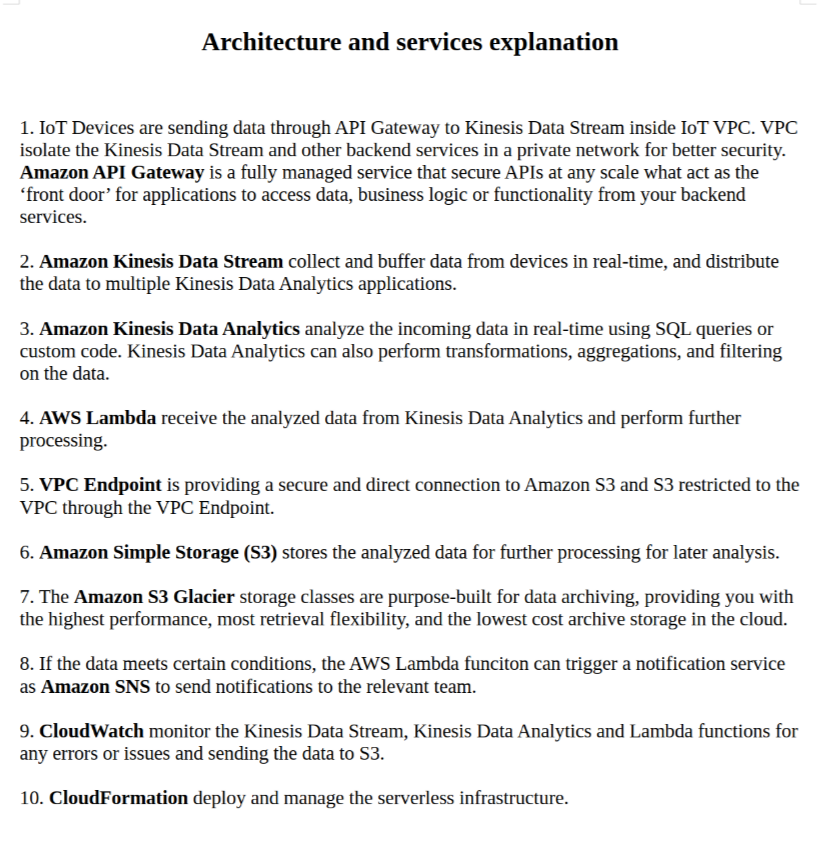 Architecture and services explanation
1. IoT Devices are sending data through API Gateway to Kinesis Data Stream inside IoT VPC. VPC
isolate the Kinesis Data Stream and other backend services in a private network for better security.
Amazon API Gateway is a fully managed service that secure APIs at any scale what act as the
‘front door’ for applications to access data, business logic or functionality from your backend
services.
2. Amazon Kinesis Data Stream collect and buffer data from devices in real-time, and distribute
the data to multiple Kinesis Data Analytics applications.
3. Amazon Kinesis Data Analytics analyze the incoming data in real-time using SQL queries or
custom code. Kinesis Data Analytics can also perform transformations, aggregations, and filtering
on the data.
4. AWS Lambda receive the analyzed data from Kinesis Data Analytics and perform further
processing.
5. VPC Endpoint is providing a secure and direct connection to Amazon S3 and S3 restricted to the
VPC through the VPC Endpoint.
6. Amazon Simple Storage (S3) stores the analyzed data for further processing for later analysis.
7. The Amazon S3 Glacier storage classes are purpose-built for data archiving, providing you with
the highest performance, most retrieval flexibility, and the lowest cost archive storage in the cloud.
8. If the data meets certain conditions, the AWS Lambda funciton can trigger a notification service
as Amazon SNS to send notifications to the relevant team.
9. CloudWatch monitor the Kinesis Data Stream, Kinesis Data Analytics and Lambda functions for
any errors or issues and sending the data to S3.
10. CloudFormation deploy and manage the serverless infrastructure.